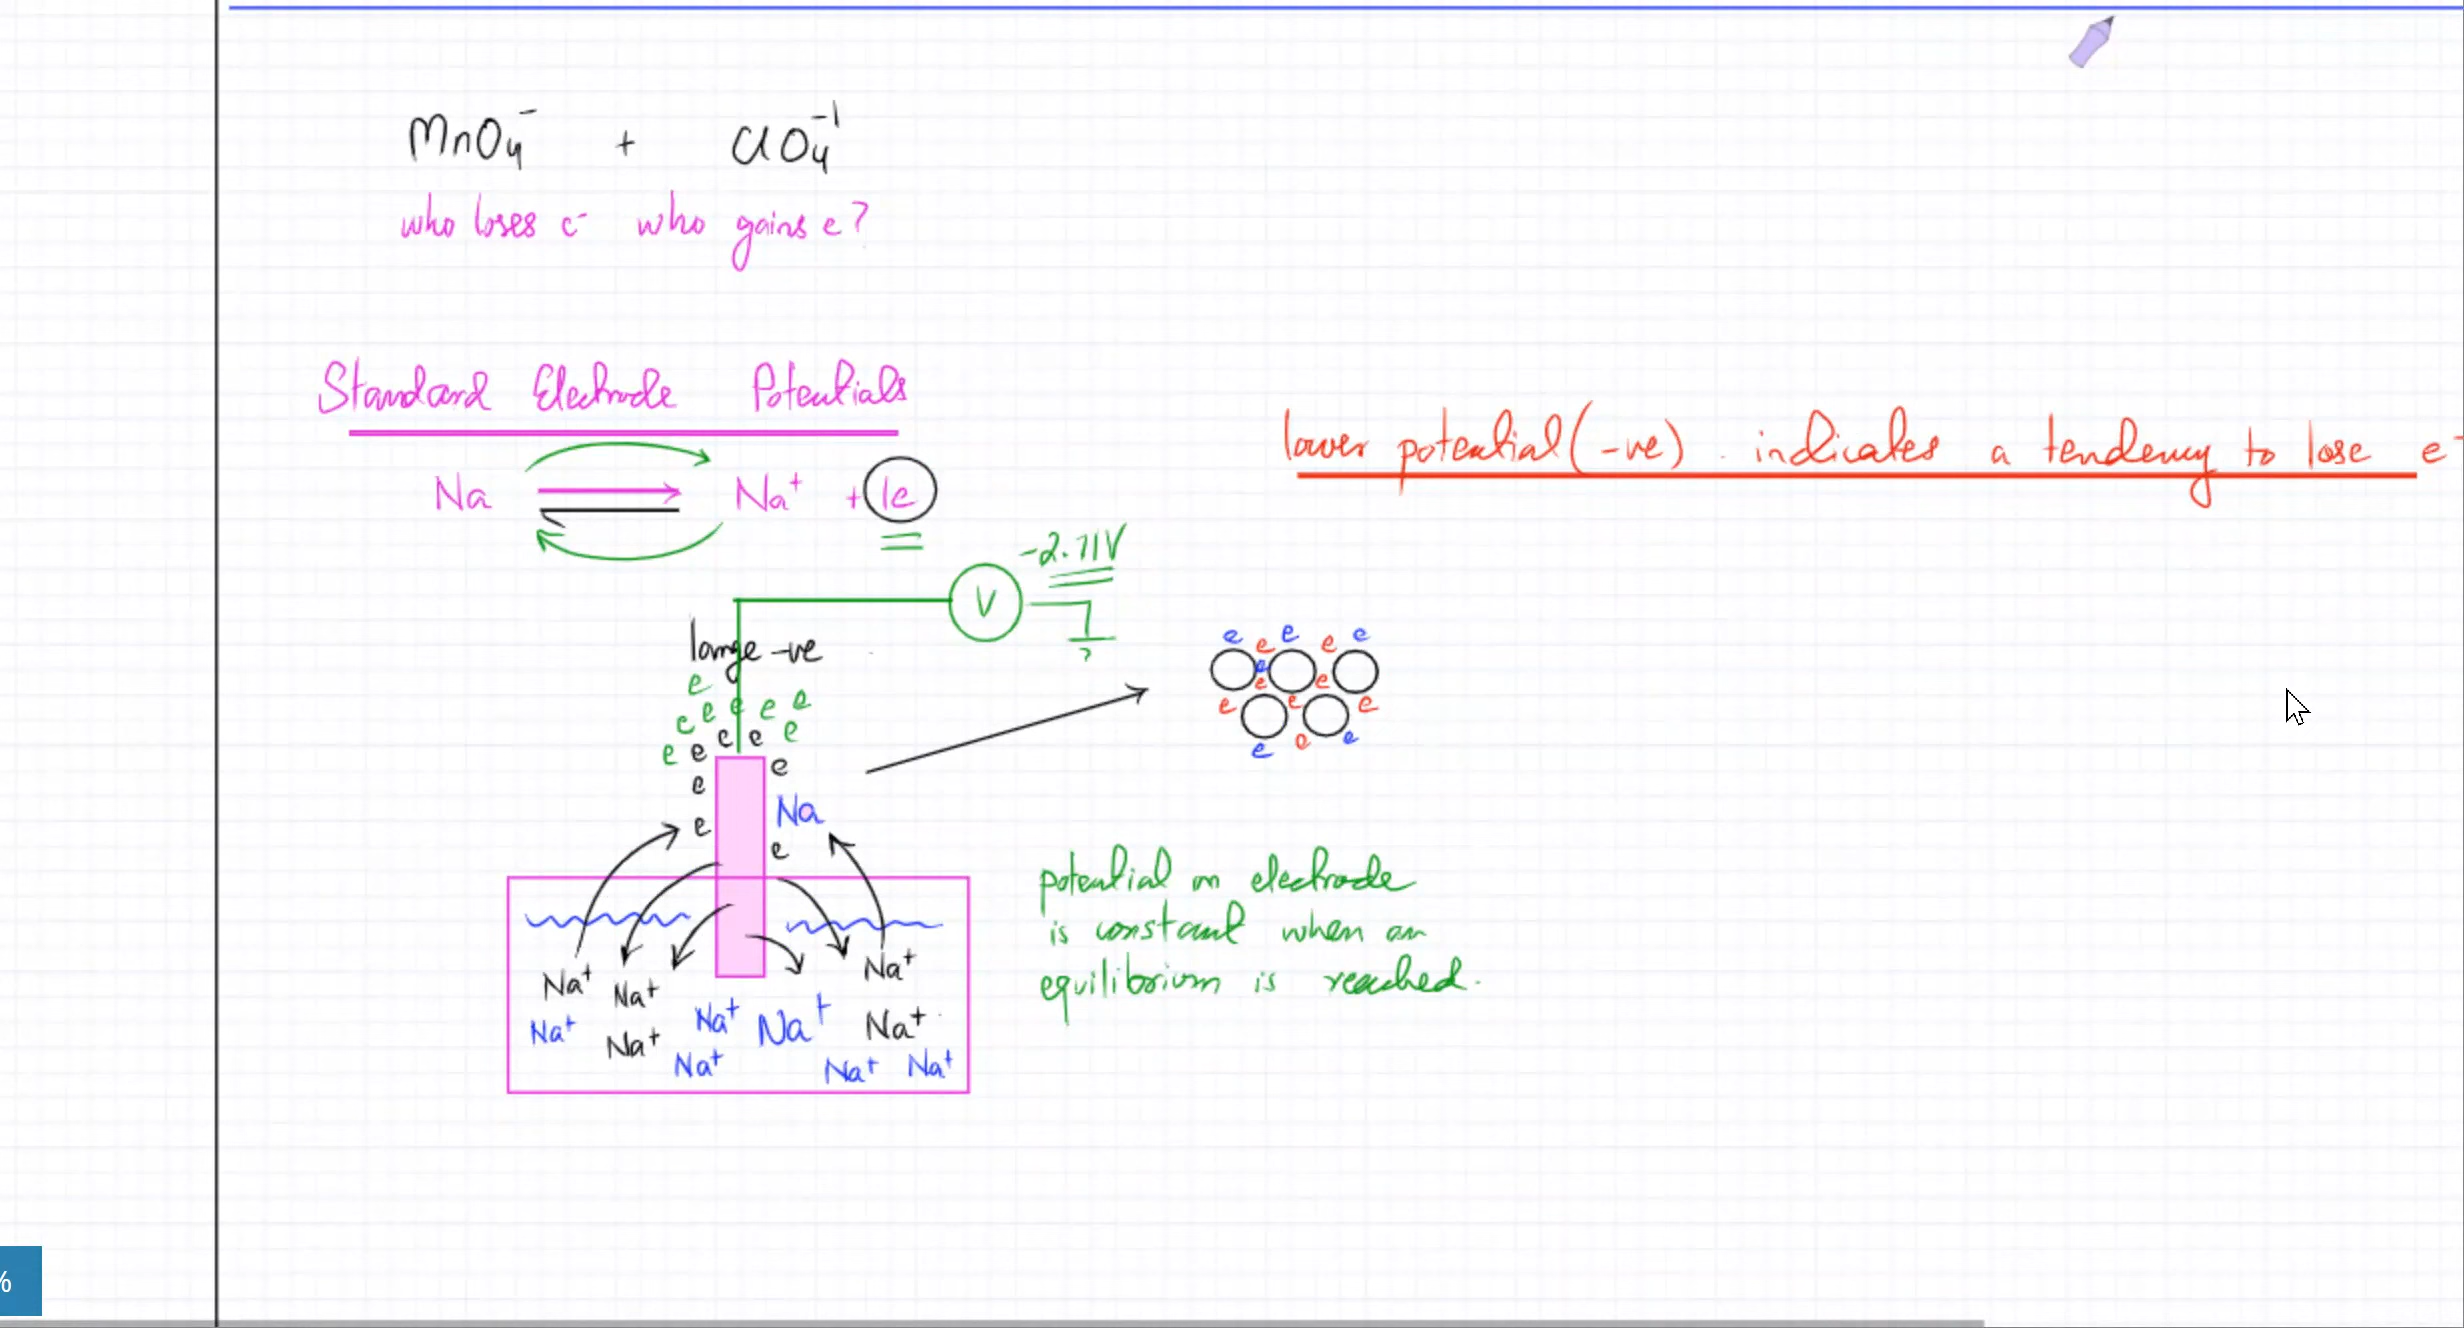 MnO₄⁻ + ClO₄⁻¹
who loses e⁻ who gains e?
Standard Electrode Potentials
lower potential (-ve) indicates a tendency to lose e⁻
Na ⇌ Na⁺ + 1e
-2.71V
V
large -ve
?
e e e e e
e e e e e
e e e e e
e e e e e
e e e
e e
e Na
e
e
potential on electrode
is constant when an
equilibrium is reached.
Na⁺ Na⁺ Na⁺
Na⁺ Na⁺ Na⁺ Na⁺ Na⁺
Na⁺ Na⁺ Na⁺
%